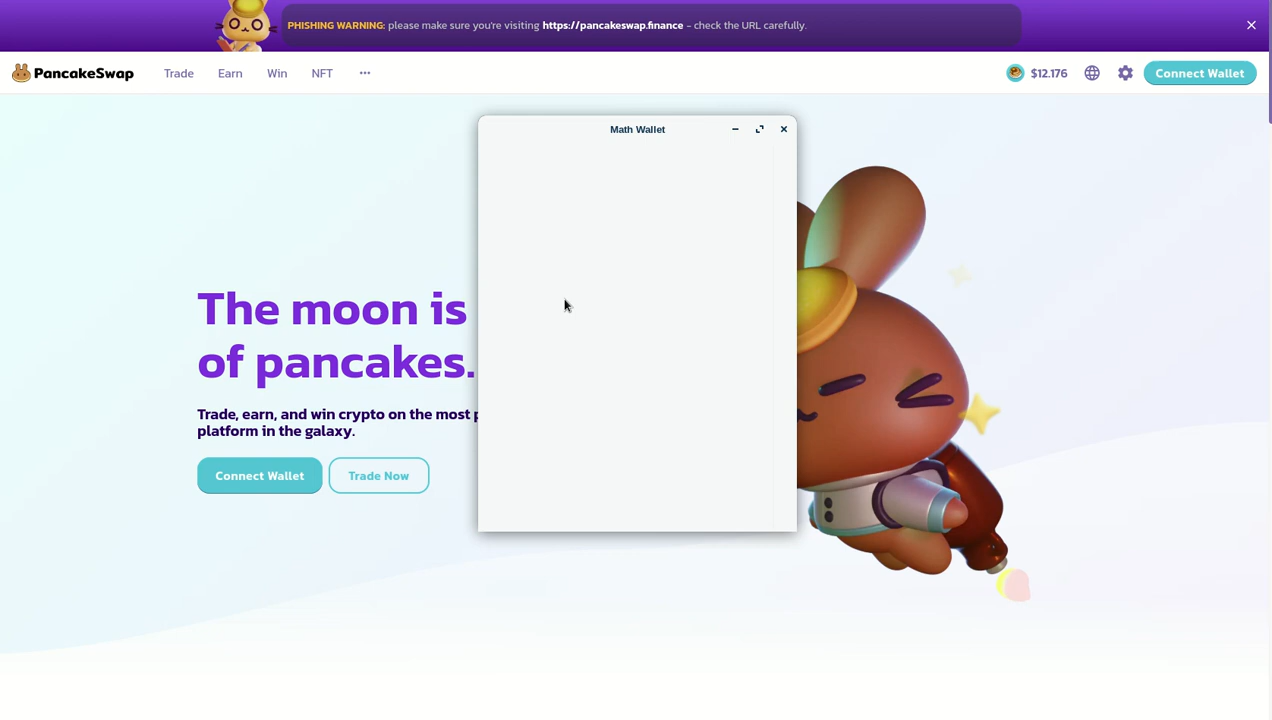 PHISHING WARNING: please make sure you're visiting https://pancakeswap.finance - check the URL carefully.
PancakeSwap Trade Earn Win NFT ··· $12.176 Connect Wallet
Math Wallet
The moon is
of pancakes.
Trade, earn, and win crypto on the most
platform in the galaxy.
Connect Wallet Trade Now